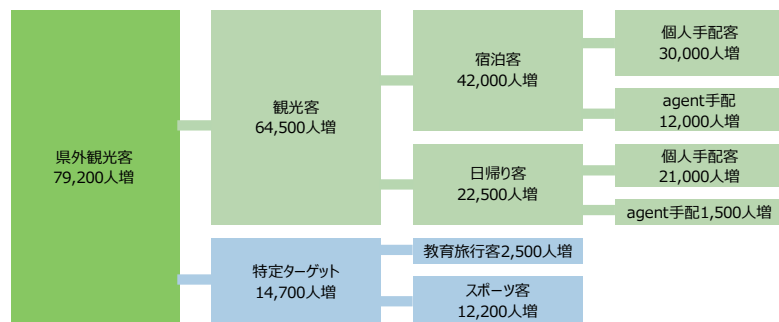 県外観光客
79,200人増
観光客
64,500人増
宿泊客
42,000人増
個人手配客
30,000人増
agent手配
12,000人増
日帰り客
22,500人増
個人手配客
21,000人増
agent手配1,500人増
特定ターゲット
14,700人増
教育旅行客2,500人増
スポーツ客
12,200人増